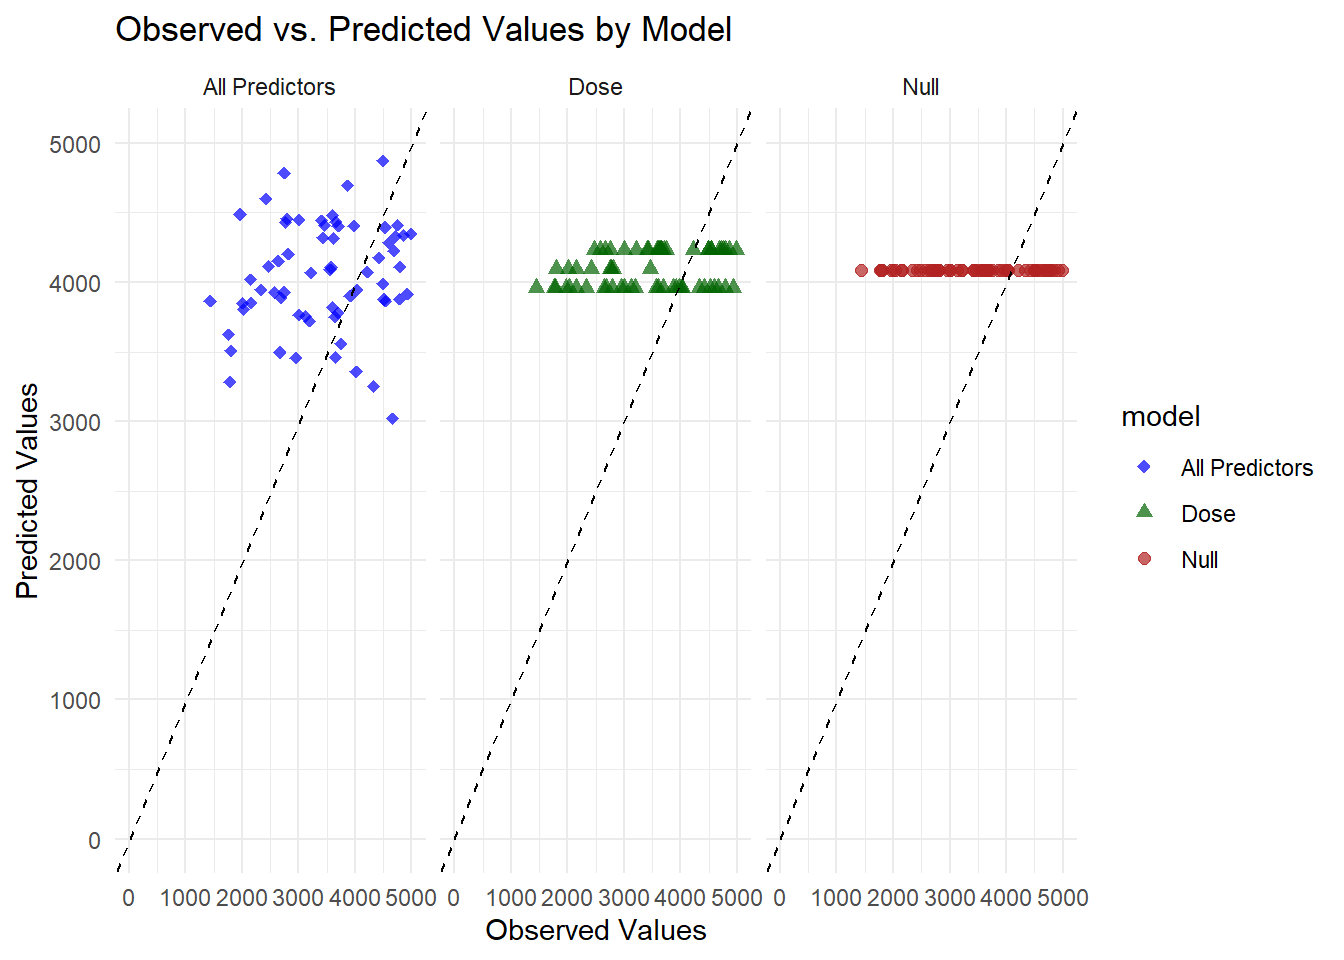 Observed vs. Predicted Values by Model
All Predictors
Dose
Null
5000
4000
3000
2000
1000
0
Predicted Values
0 1000 2000 3000 4000 5000
0 1000 2000 3000 4000 5000
0 1000 2000 3000 4000 5000
Observed Values
model
All Predictors
Dose
Null